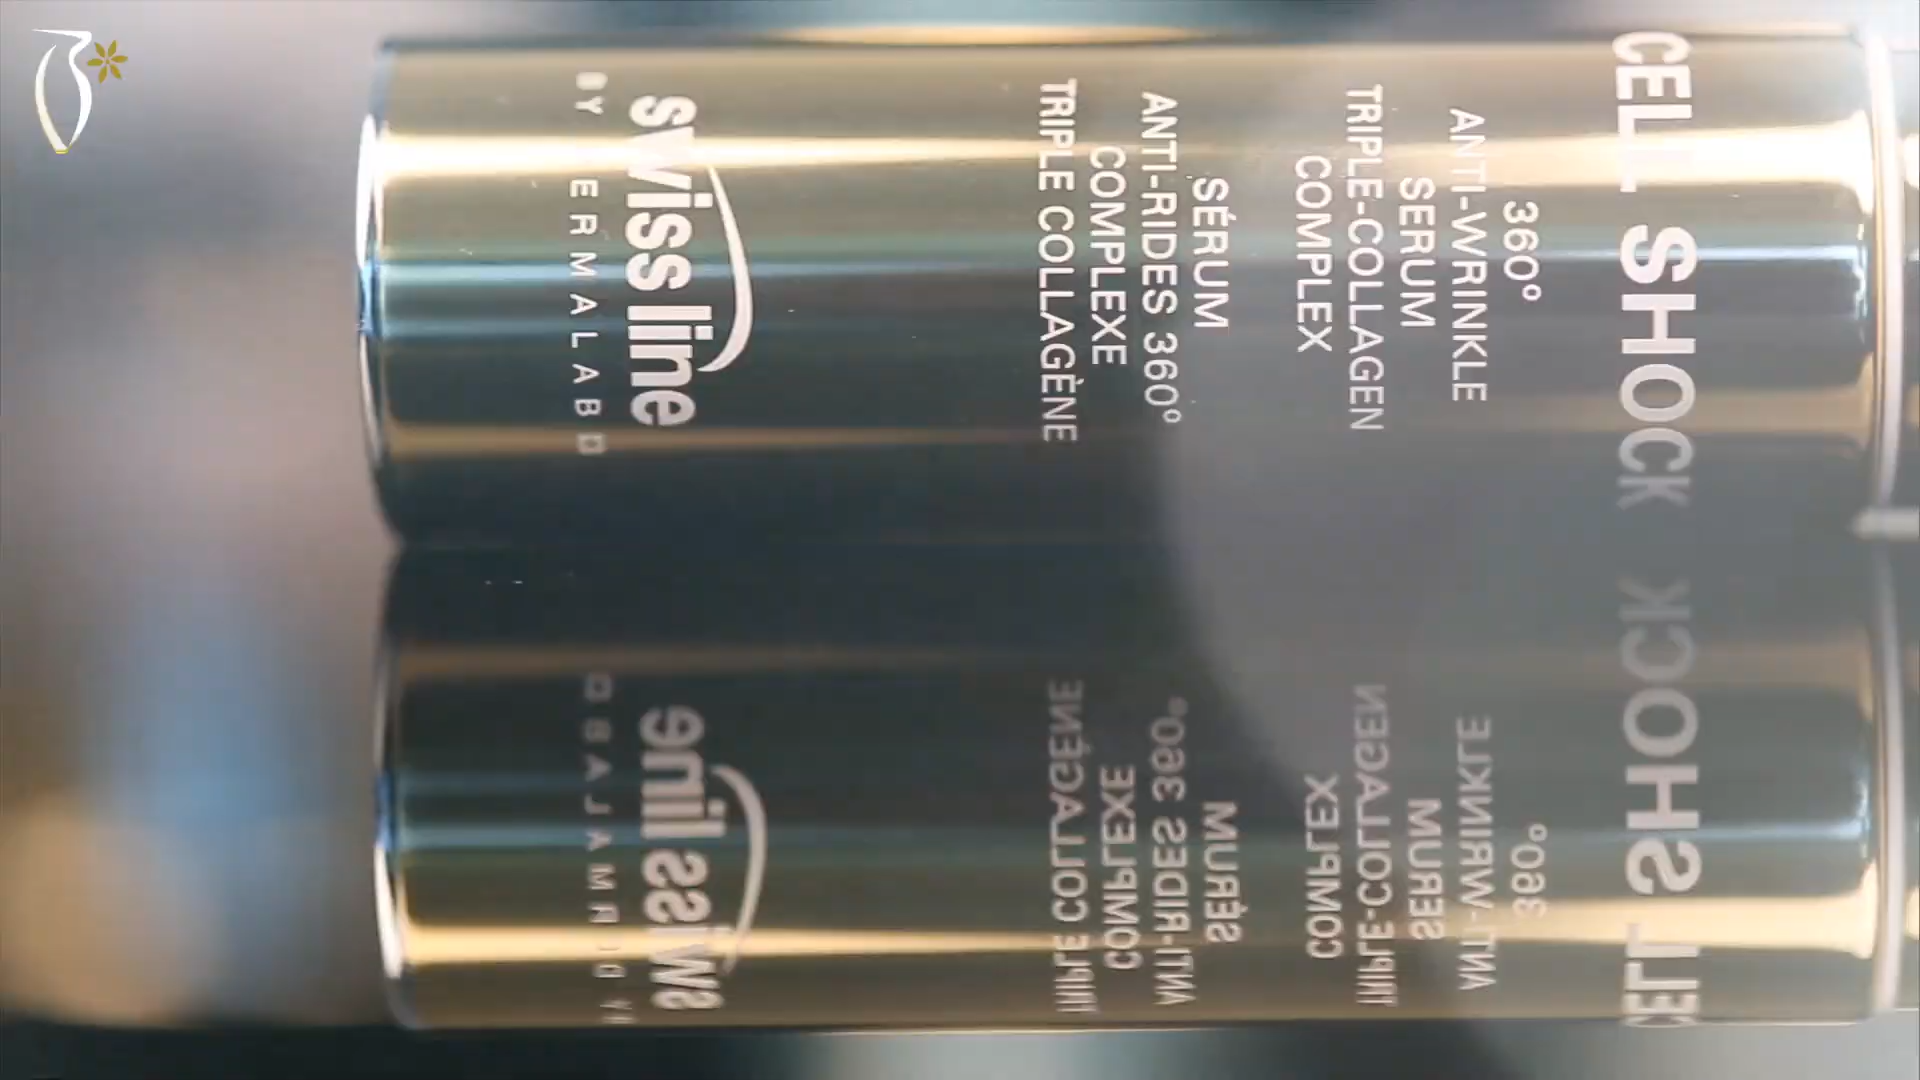 CELL SHOCK
360°
ANTI-WRINKLE
SERUM
TRIPLE-COLLAGEN
COMPLEX
SÉRUM
ANTI-RIDES 360°
COMPLEXE
TRIPLE COLLAGÈNE
swiss line
BY DERMALAB